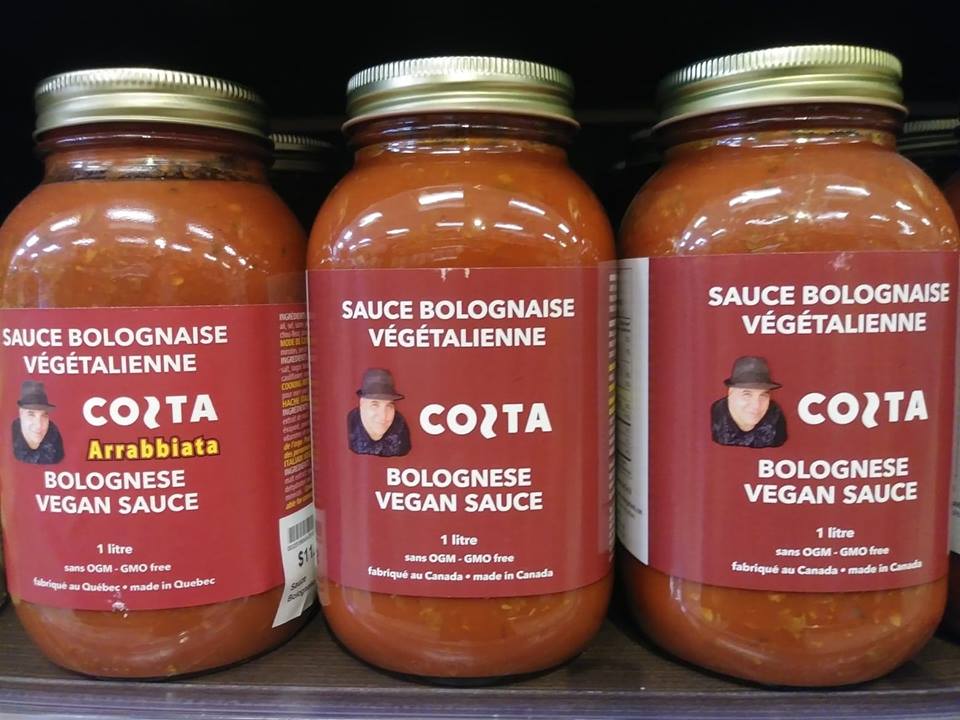 SAUCE BOLOGNAISE
VÉGÉTALIENNE
COSTA
Arrabbiata
BOLOGNESE
VEGAN SAUCE
1 litre
sans OGM - GMO free
fabriqué au Québec • made in Quebec
$11
SAUCE BOLOGNAISE
VÉGÉTALIENNE
COSTA
BOLOGNESE
VEGAN SAUCE
1 litre
sans OGM - GMO free
fabriqué au Canada • made in Canada
SAUCE BOLOGNAISE
VÉGÉTALIENNE
COSTA
BOLOGNESE
VEGAN SAUCE
1 litre
sans OGM - GMO free
fabriqué au Canada • made in Canada